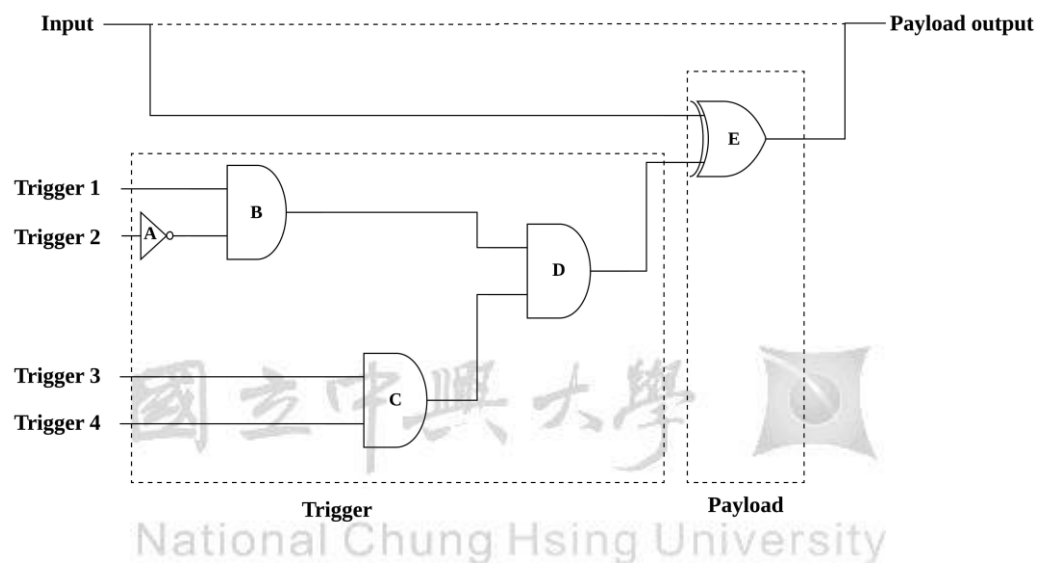 Input
Payload output
E
Trigger 1
B
Trigger 2
A
D
Trigger 3
C
Trigger 4
國立中興大學
Trigger
Payload
National Chung Hsing University